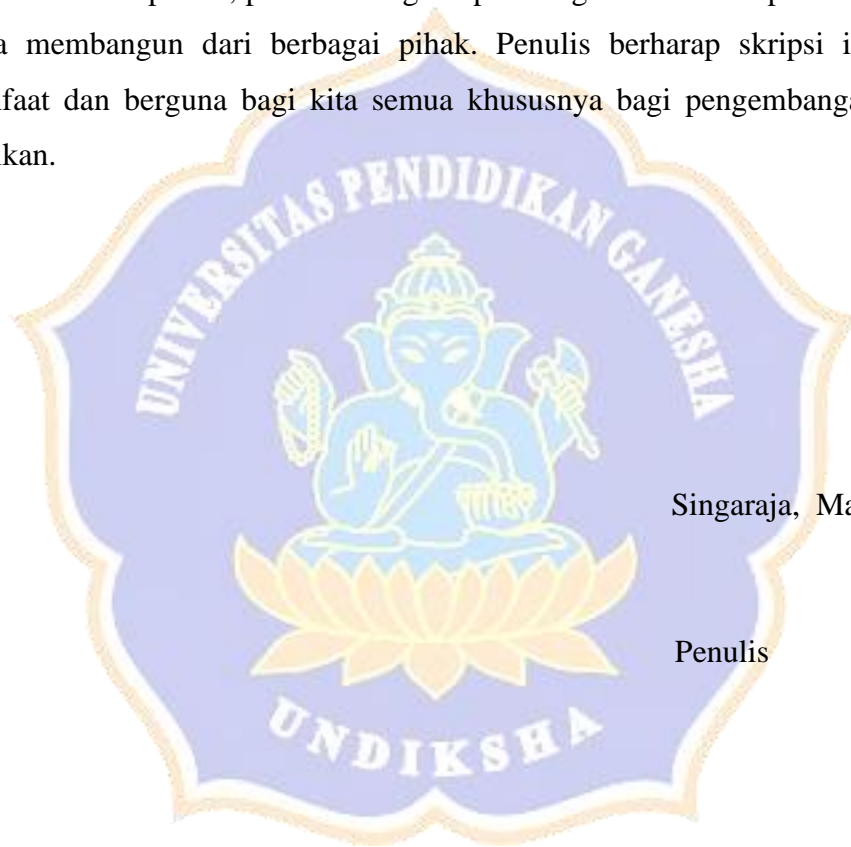 a membangun dari berbagai pihak. Penulis berharap skripsi i
faat dan berguna bagi kita semua khususnya bagi pengembanga
kan.
UNIVERSITAS PENDIDIKAN GANESHA
Singaraja, Ma
Penulis
UNDIKSHA